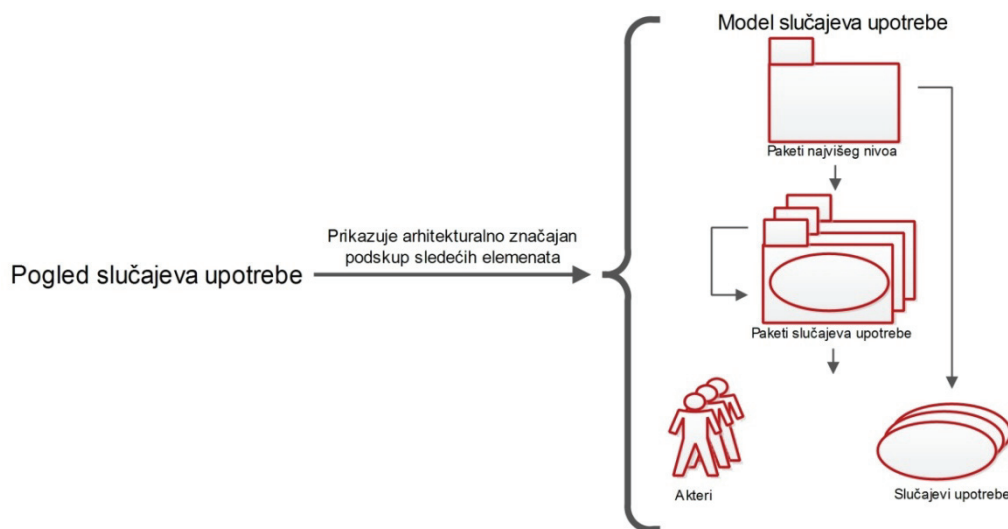 Model slučajeva upotrebe
Paketi najvišeg nivoa
Prikazuje arhitekturalno značajan
podskup sledećih elemenata
Pogled slučajeva upotrebe
Paketi slučajeva upotrebe
Akteri
Slučajevi upotrebe